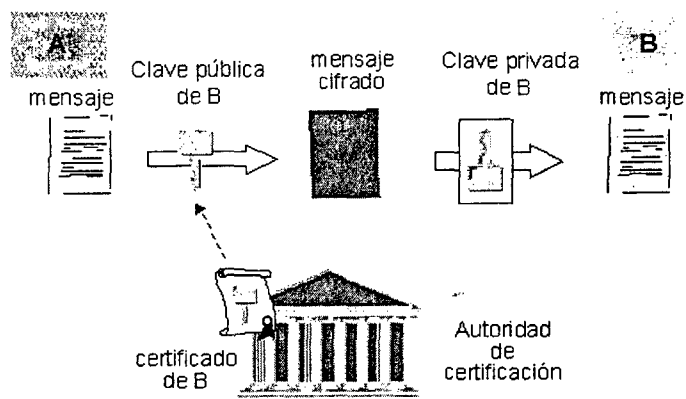 A
B
Clave pública
de B
mensaje
cifrado
Clave privada
de B
mensaje
mensaje
certificado
de B
Autoridad
de
certificación